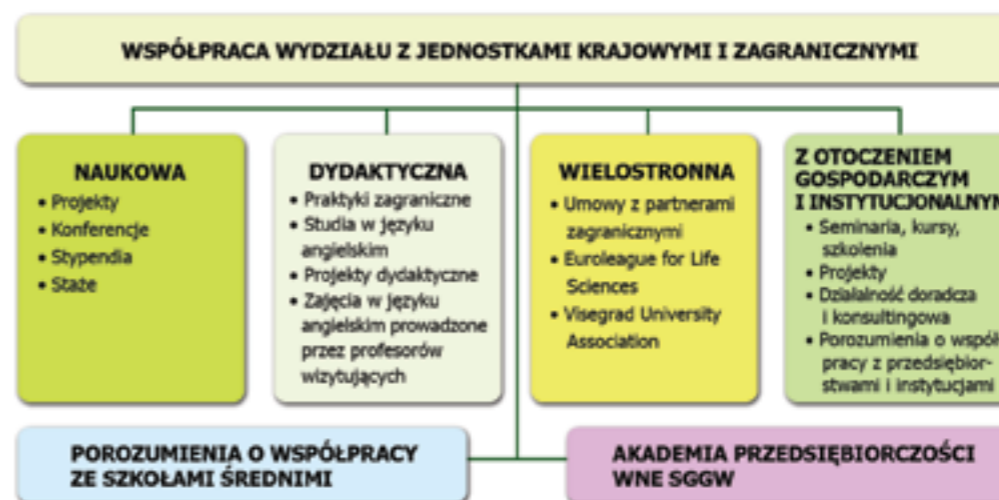 WSPÓŁPRACA WYDZIAŁU Z JEDNOSTKAMI KRAJOWYMI I ZAGRANICZNYMI
NAUKOWA
• Projekty
• Konferencje
• Stypendia
• Staże
DYDAKTYCZNA
• Praktyki zagraniczne
• Studia w języku
angielskim
• Projekty dydaktyczne
• Zajęcia w języku
angielskim prowadzone
przez profesorów
wizytujących
WIELOSTRONNA
• Umowy z partnerami
zagranicznymi
• Euroleague for Life
Sciences
• Visegrad University
Association
Z OTOCZENIEM
GOSPODARCZYM
I INSTYTUCJONALNYM
• Seminaria, kursy,
szkolenia
• Projekty
• Działalność doradcza
i konsultingowa
• Porozumienia o współ
pracy z przedsiębior-
stwami i instytucjami
POROZUMIENIA O WSPÓŁPRACY
ZE SZKOŁAMI ŚREDNIMI
AKADEMIA PRZEDSIĘBIORCZOŚCI
WNE SGGW